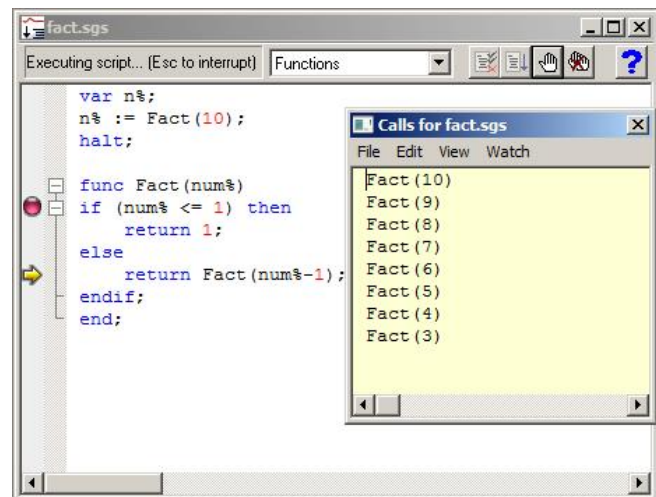 fact.sgs
Executing script... (Esc to interrupt) Functions ?
var n%;
n% := Fact(10);
halt;
func Fact(num%)
if (num% <= 1) then
return 1;
else
return Fact(num%-1);
endif;
end;
Calls for fact.sgs
File Edit View Watch
Fact(10)
Fact(9)
Fact(8)
Fact(7)
Fact(6)
Fact(5)
Fact(4)
Fact(3)